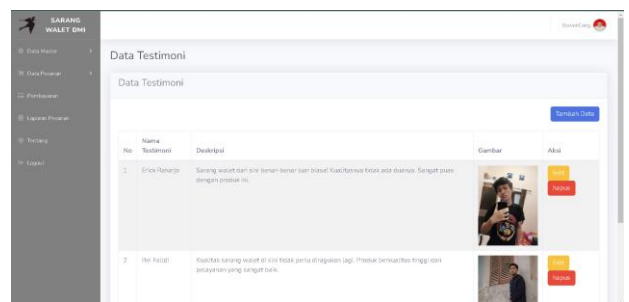 SARANG
WALET DMI
Data Master
Data Pesanan
Pembayaran
Laporan Pesanan
Tentang
Logout
Data Testimoni
Data Testimoni
Tambah Data
No
Nama
Testimoni
Deskripsi
Gambar
Aksi
1
Sarang walet dari sini benar-benar luar biasa! Kualitasnya tidak ada duanya. Sangat puas
dengan produk ini.
Edit
Hapus
2
Kualitas sarang walet di sini tidak perlu diragukan lagi. Produk berkualitas tinggi dan
pelayanan yang sangat baik.
Edit
Hapus